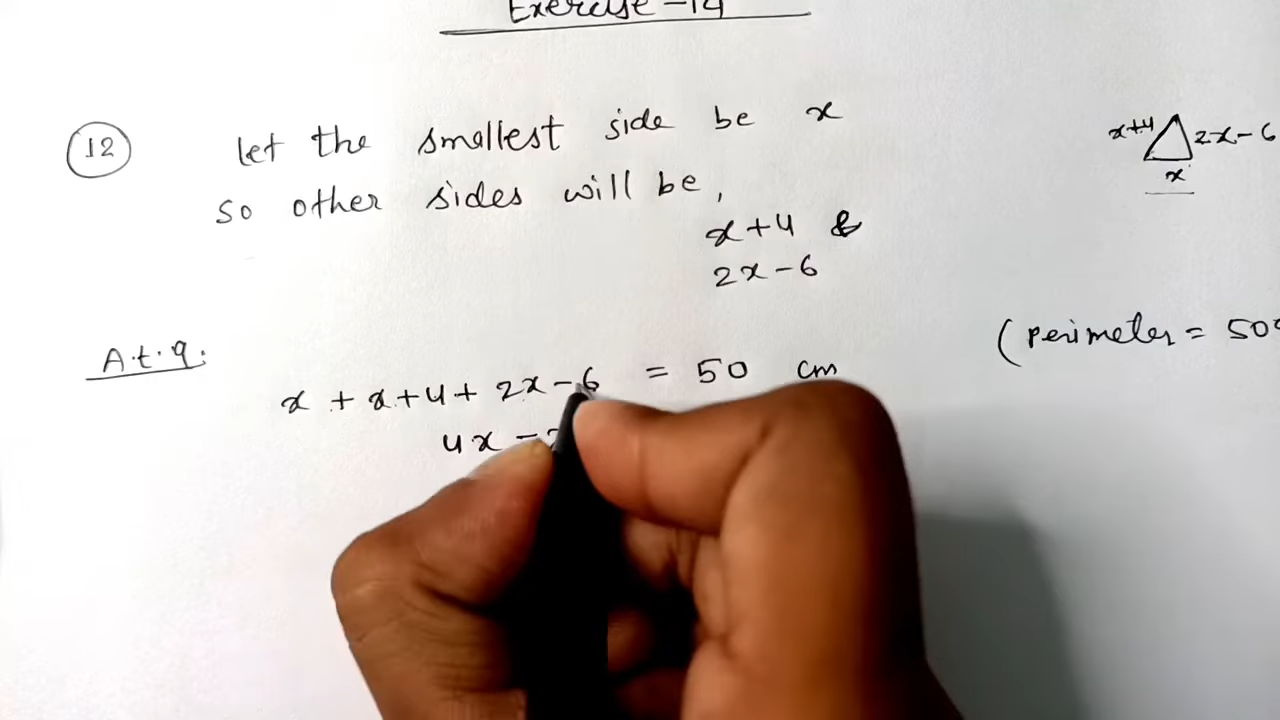 Exercise - 14
12 let the smallest side be x
so other sides will be,
x+4 &
2x-6
x+4 2x-6
x
(perimeter = 50
A.t.q.
x + x+4+ 2x-6 = 50 cm
4x -